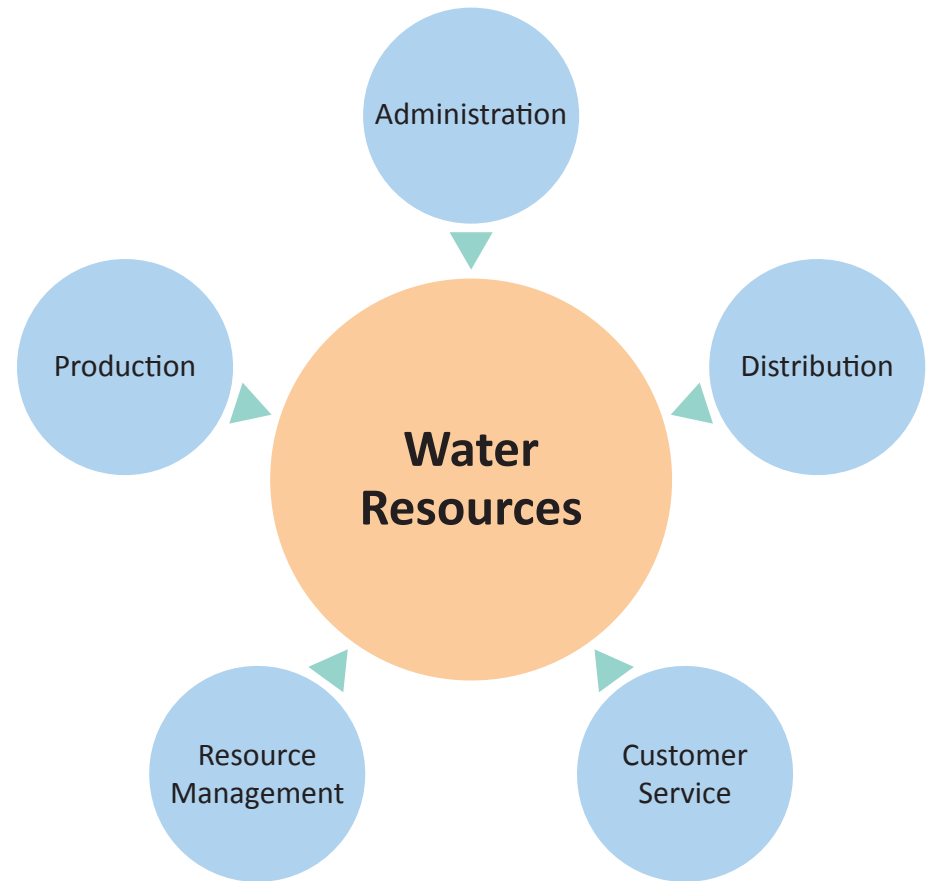 Administration
Production
Distribution
Water
Resources
Resource
Management
Customer
Service